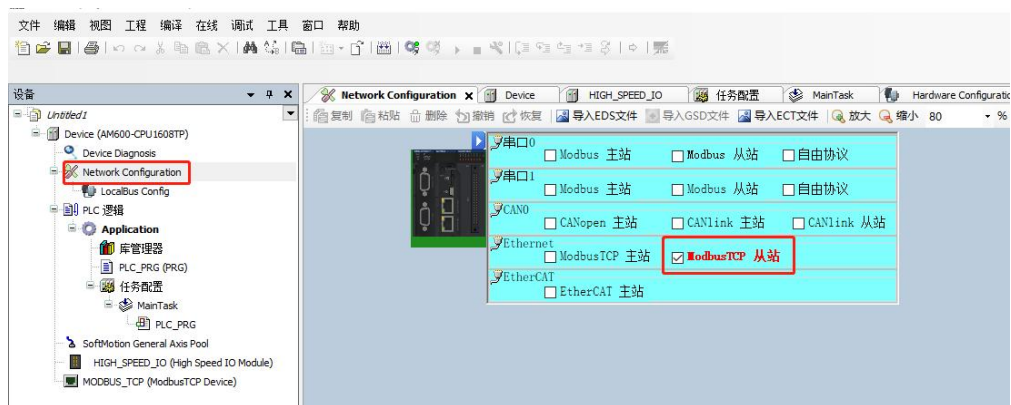 文件 编辑 视图 工程 编译 在线 调试 工具 窗口 帮助
设备
Network Configuration Device HIGH_SPEED_IO 任务配置 MainTask Hardware Configuratio
复制 粘贴 删除 撤销 恢复 导入EDS文件 导入GSD文件 导入ECT文件 放大 缩小 80 %
Untitled1
Device (AM600-CPU1608TP)
Device Diagnosis
Network Configuration
LocalBus Config
PLC 逻辑
Application
库管理器
PLC_PRG (PRG)
任务配置
MainTask
PLC_PRG
SoftMotion General Axis Pool
HIGH_SPEED_IO (High Speed IO Module)
MODBUS_TCP (ModbusTCP Device)
串口0
Modbus 主站 Modbus 从站 自由协议
串口1
Modbus 主站 Modbus 从站 自由协议
CAN0
CANopen 主站 CANlink 主站 CANlink 从站
Ethernet
ModbusTCP 主站 ModbusTCP 从站
EtherCAT
EtherCAT 主站